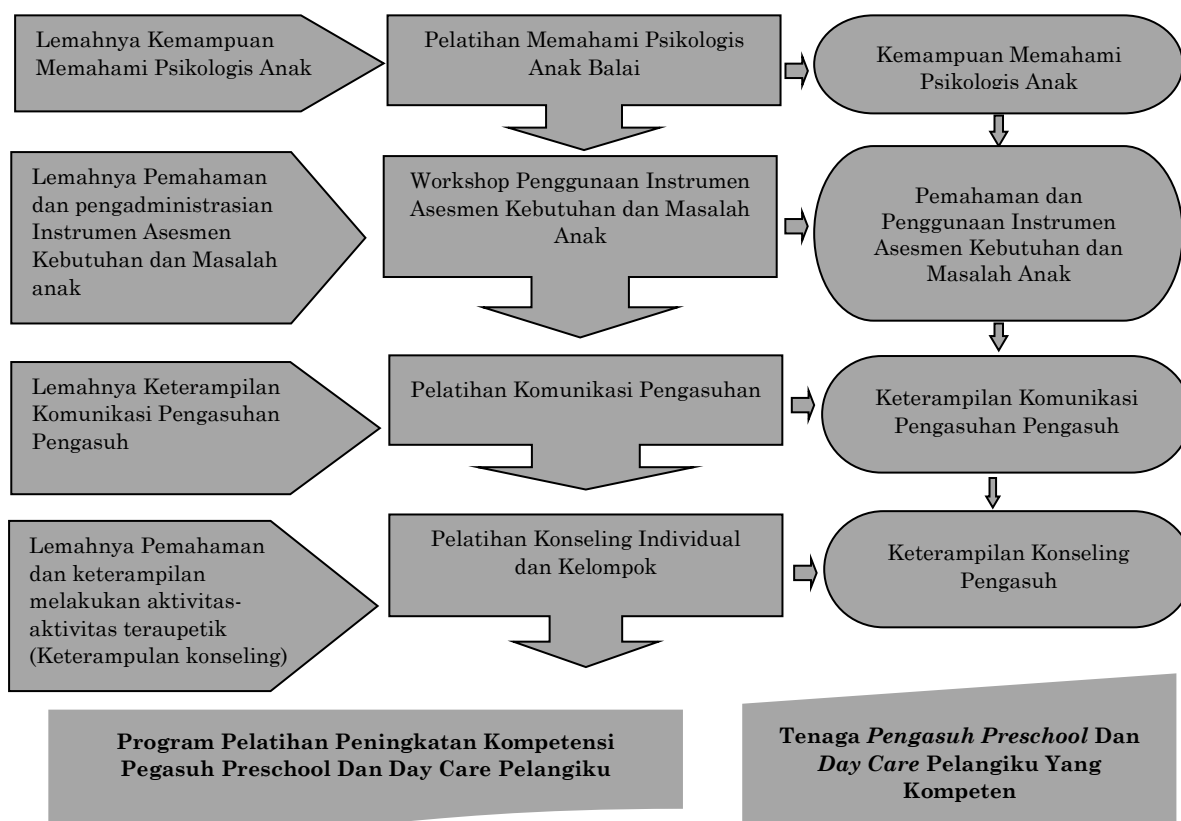 Lemahnya Kemampuan
Memahami Psikologis Anak
Pelatihan Memahami Psikologis
Anak Balai
Kemampuan Memahami
Psikologis Anak
Lemahnya Pemahaman
dan pengadministrasian
Instrumen Asesmen
Kebutuhan dan Masalah
anak
Workshop Penggunaan Instrumen
Asesmen Kebutuhan dan Masalah
Anak
Pemahaman dan
Penggunaan Instrumen
Asesmen Kebutuhan dan
Masalah Anak
Lemahnya Keterampilan
Komunikasi Pengasuhan
Pengasuh
Pelatihan Komunikasi Pengasuhan
Keterampilan Komunikasi
Pengasuhan Pengasuh
Lemahnya Pemahaman
dan keterampilan
melakukan aktivitas-
aktivitas teraupetik
(Keterampulan konseling)
Pelatihan Konseling Individual
dan Kelompok
Keterampilan Konseling
Pengasuh
Program Pelatihan Peningkatan Kompetensi
Pegasuh Preschool Dan Day Care Pelangiku
Tenaga Pengasuh Preschool Dan
Day Care Pelangiku Yang
Kompeten